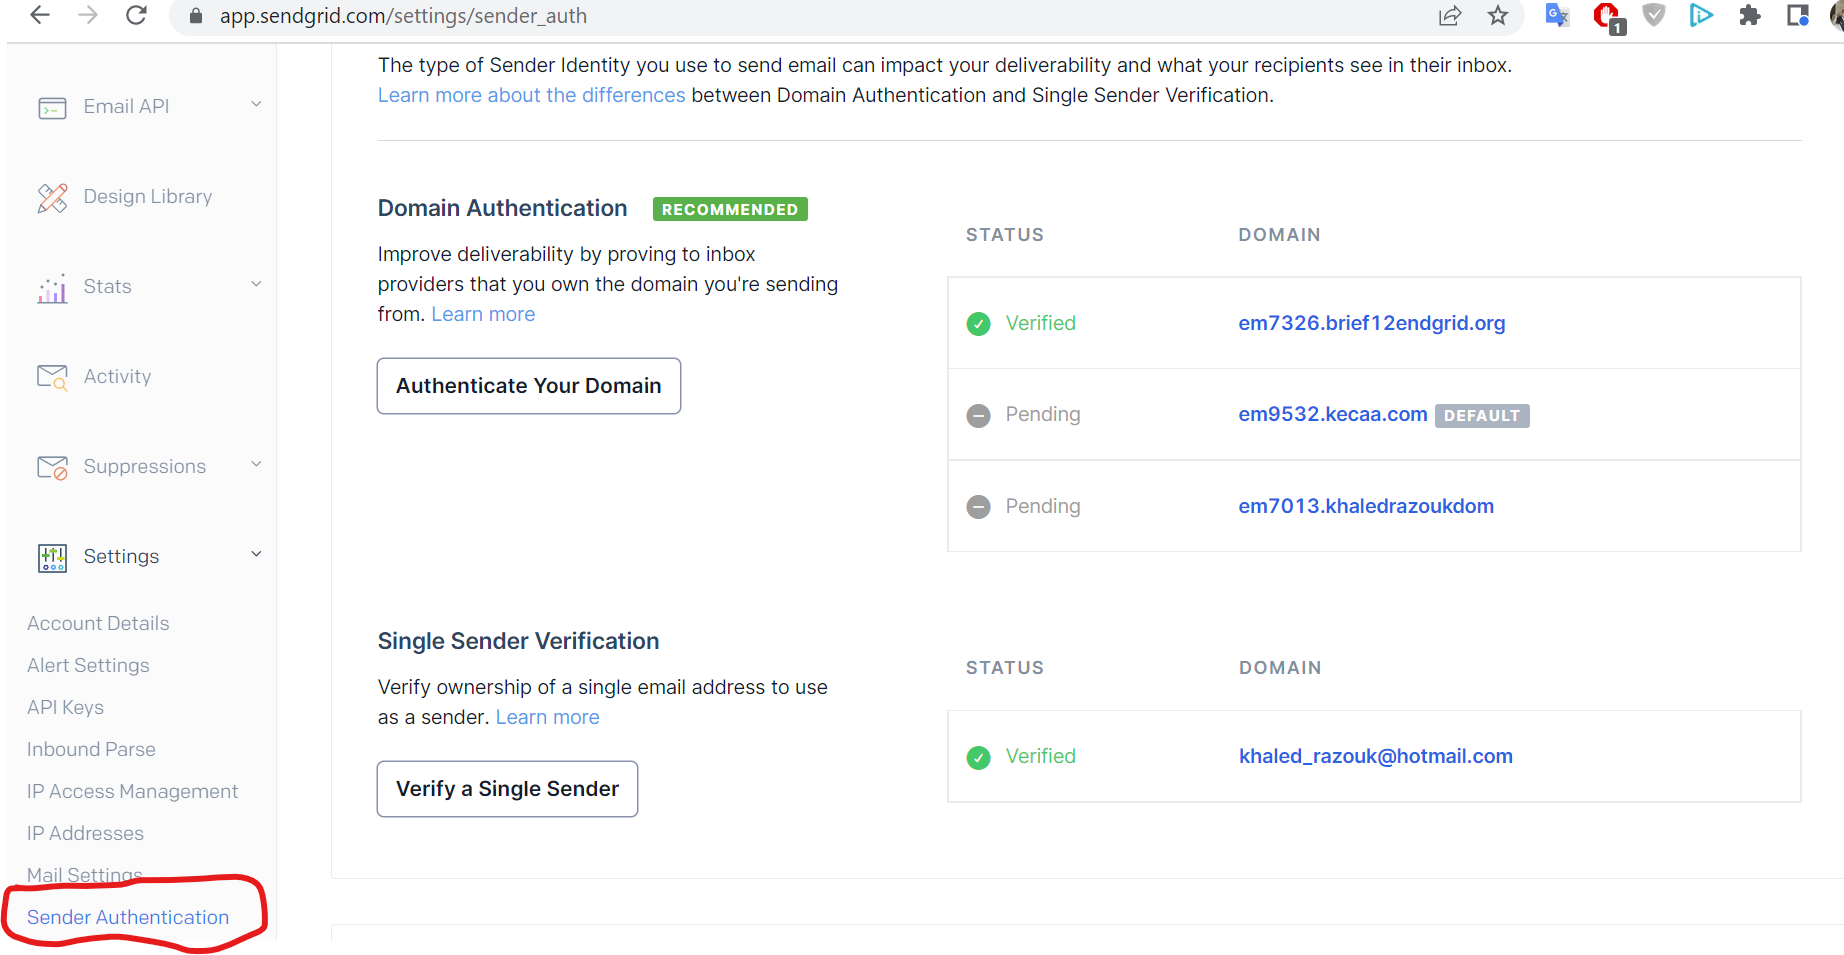 app.sendgrid.com/settings/sender_auth
1
Email API
Design Library
Stats
Activity
Suppressions
Settings
Account Details
Alert Settings
API Keys
Inbound Parse
IP Access Management
IP Addresses
Mail Settings
Sender Authentication
The type of Sender Identity you use to send email can impact your deliverability and what your recipients see in their inbox.
Learn more about the differences between Domain Authentication and Single Sender Verification.
Domain Authentication RECOMMENDED
Improve deliverability by proving to inbox
providers that you own the domain you're sending
from. Learn more
Authenticate Your Domain
STATUS DOMAIN
Verified em7326.brief12endgrid.org
Pending em9532.kecaa.com DEFAULT
Pending em7013.khaledrazoukdom
Single Sender Verification
Verify ownership of a single email address to use
as a sender. Learn more
Verify a Single Sender
STATUS DOMAIN
Verified khaled_razouk@hotmail.com